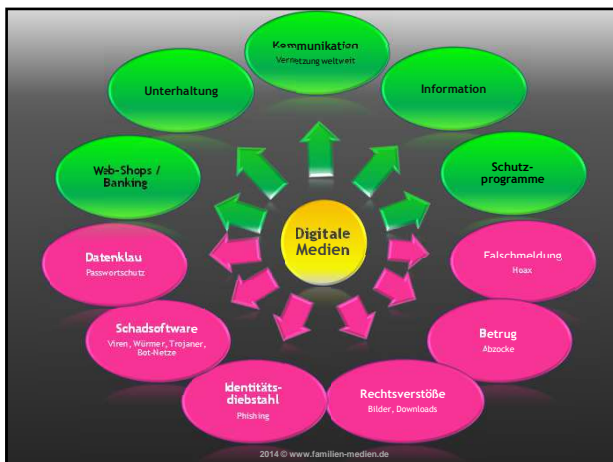 Kommunikation
Vernetzung weltweit
Unterhaltung
Information
Web-Shops /
Banking
Schutz-
programme
Digitale
Medien
Datenklau
Passwortschutz
Falschmeldung
Hoax
Schadsoftware
Viren, Würmer, Trojaner,
Bot-Netze
Betrug
Abzocke
Identitäts-
diebstahl
Phishing
Rechtsverstöße
Bilder, Downloads
2014 © www.familien-medien.de